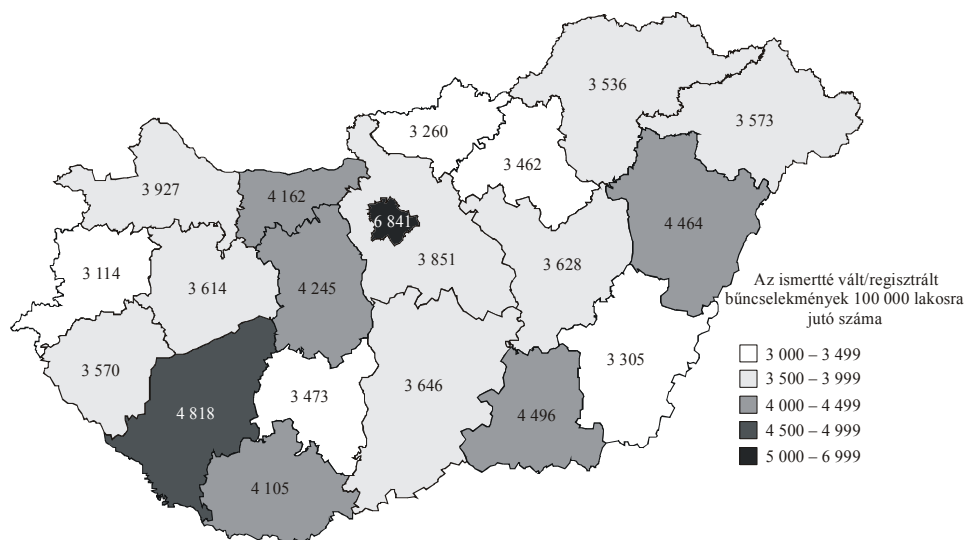 3 536
3 573
3 260
3 462
3 927
4 162
6 841
4 464
3 851
3 114
3 614
4 245
3 628
3 570
3 305
4 818
3 473
3 646
4 496
4 105
Az ismertté vált/regisztrált
bűncselekmények 100 000 lakosra
jutó száma
3 000 – 3 499
3 500 – 3 999
4 000 – 4 499
4 500 – 4 999
5 000 – 6 999